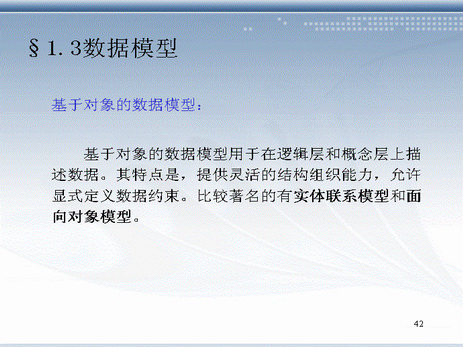 §1.3数据模型
基于对象的数据模型：
基于对象的数据模型用于在逻辑层和概念层上描
述数据。其特点是，提供灵活的结构组织能力，允许
显式定义数据约束。比较著名的有实体联系模型和面
向对象模型。
42